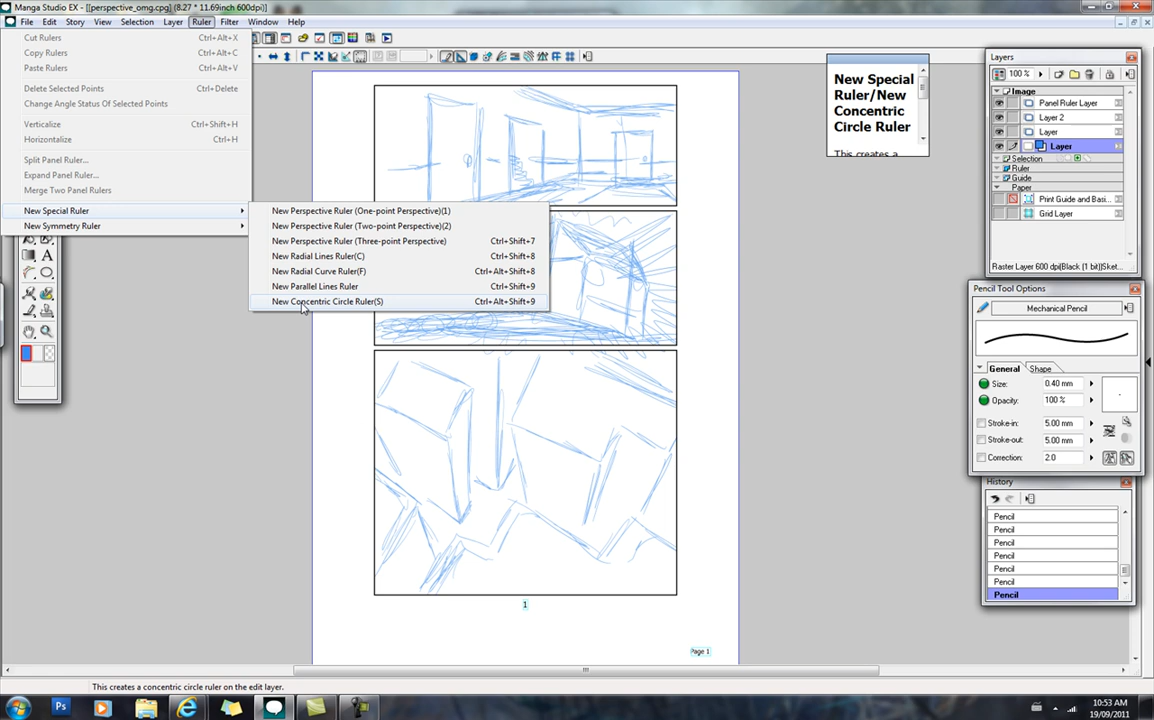 Manga Studio EX - [[perspective_omg.cpg] (8.27 * 11.69inch 600dpi)]
File Edit Story View Selection Layer Ruler Filter Window Help
Cut Rulers Ctrl+Alt+X
Copy Rulers Ctrl+Alt+C
Paste Rulers Ctrl+Alt+V
Delete Selected Points Ctrl+Delete
Change Angle Status Of Selected Points
Verticalize Ctrl+Shift+H
Horizontalize Ctrl+H
Split Panel Ruler...
Expand Panel Ruler...
Merge Two Panel Rulers
New Special Ruler
New Symmetry Ruler
New Perspective Ruler (One-point Perspective)(1)
New Perspective Ruler (Two-point Perspective)(2)
New Perspective Ruler (Three-point Perspective) Ctrl+Shift+7
New Radial Lines Ruler(C) Ctrl+Shift+8
New Radial Curve Ruler(F) Ctrl+Alt+Shift+8
New Parallel Lines Ruler Ctrl+Shift+9
New Concentric Circle Ruler(S) Ctrl+Alt+Shift+9
New Special
Ruler/New
Concentric
Circle Ruler
This creates a
Layers
100 %
Image
Panel Ruler Layer
Layer 2
Layer
Layer
Selection
Ruler
Guide
Paper
Print Guide and Basi...
Grid Layer
Raster Layer 600 dpi(Black (1 bit))Sket...
Pencil Tool Options
Mechanical Pencil
General Shape
Size: 0.40 mm
Opacity: 100 %
Stroke-in: 5.00 mm
Stroke-out: 5.00 mm
Correction: 2.0
History
Pencil
Pencil
Pencil
Pencil
Pencil
Pencil
Pencil
A
1
Page 1
This creates a concentric circle ruler on the edit layer.
Ps
10:53 AM
19/09/2011